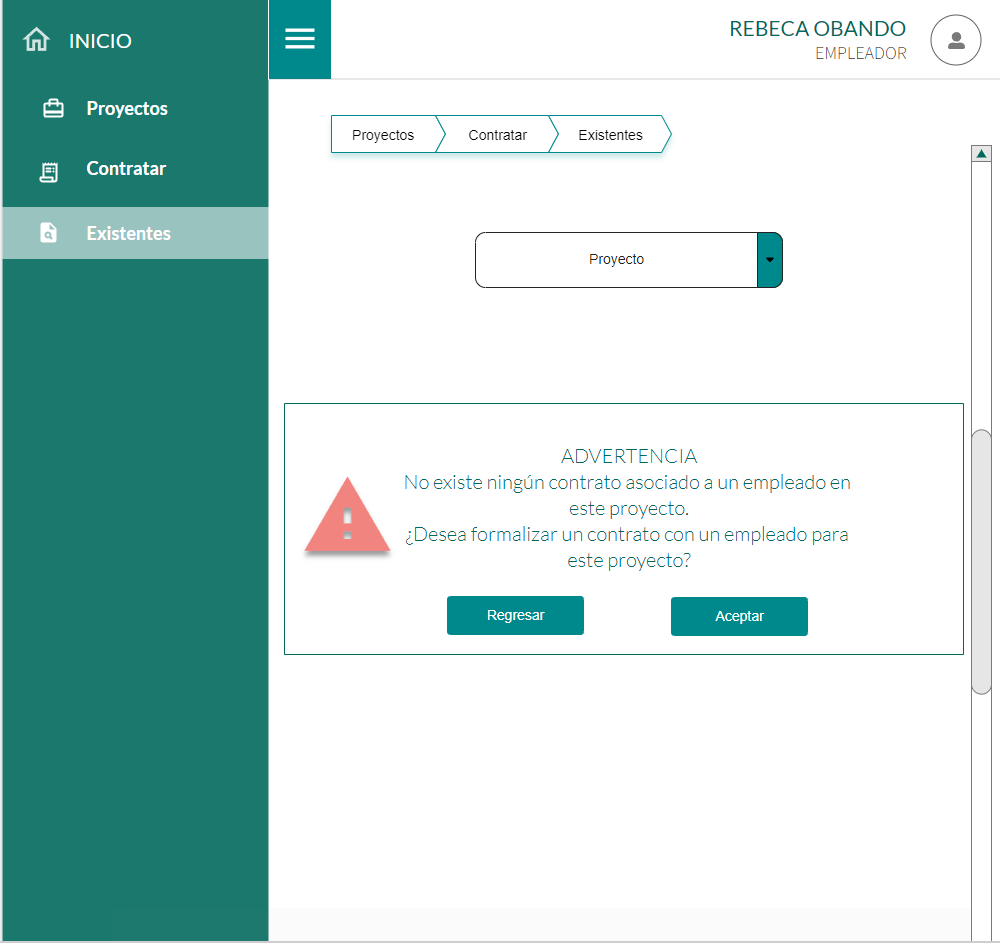 INICIO
REBECA OBANDO
EMPLEADOR
Proyectos
Contratar
Existentes
Proyectos
Contratar
Existentes
Proyecto
ADVERTENCIA
No existe ningún contrato asociado a un empleado en
este proyecto.
¿Desea formalizar un contrato con un empleado para
este proyecto?
Regresar
Aceptar